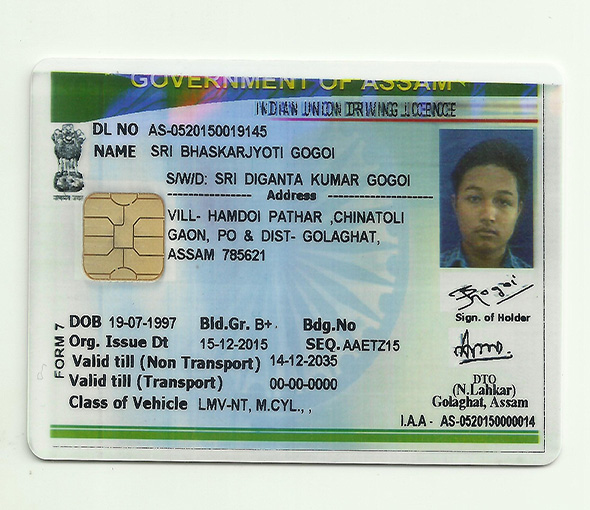 GOVERNMENT OF ASSAM
INDIAN UNION DRIVING LICENCE
DL NO AS-0520150019145
NAME SRI BHASKARJYOTI GOGOI
S/W/D: SRI DIGANTA KUMAR GOGOI
Address
VILL- HAMDOI PATHAR ,CHINATOLI
GAON, PO & DIST- GOLAGHAT,
ASSAM 785621
सत्यमेव जयते
Gogoi
Sign. of Holder
FORM 7
DOB 19-07-1997 Bld.Gr. B+. Bdg.No
Org. Issue Dt 15-12-2015 SEQ. AAETZ15
Valid till (Non Transport) 14-12-2035
Valid till (Transport) 00-00-0000
Class of Vehicle LMV-NT, M.CYL., ,
DTO
(N.Lahkar)
Golaghat, Assam
I.A.A - AS-0520150000014